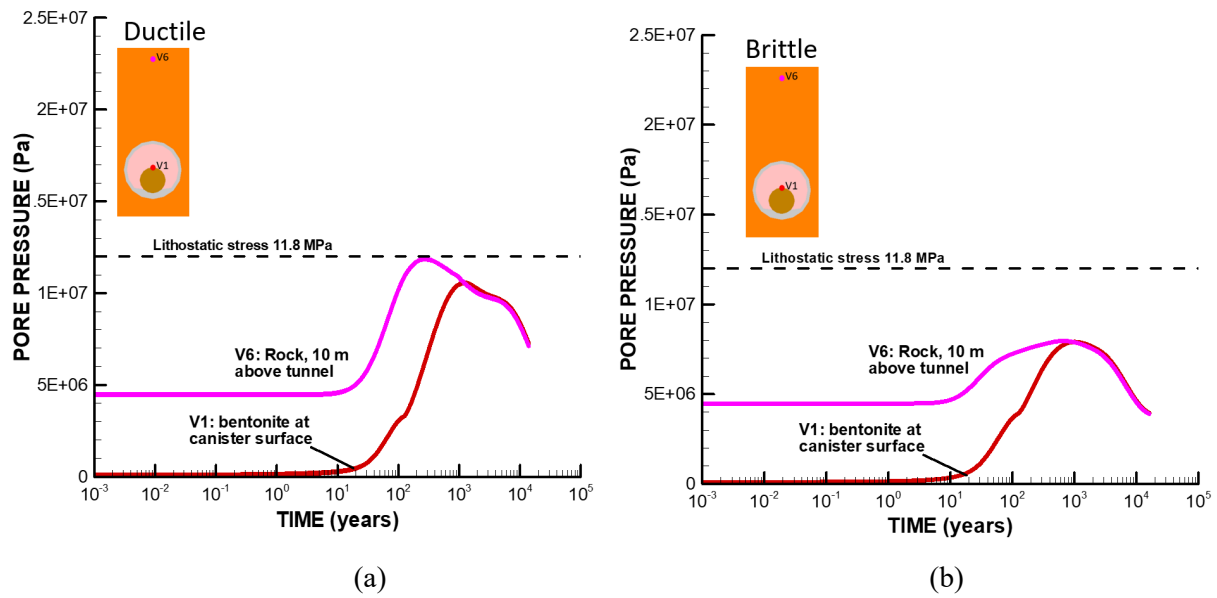 Ductile
V6
V1
2.5E+07
2E+07
1.5E+07
1E+07
5E+06
0
PORE PRESSURE (Pa)
Lithostatic stress 11.8 MPa
V6: Rock, 10 m
above tunnel
V1: bentonite at
canister surface
10-3 10-2 10-1 100 101 102 103 104 105
TIME (years)
(a)
Brittle
V6
V1
2.5E+07
2E+07
1.5E+07
1E+07
5E+06
0
PORE PRESSURE (Pa)
Lithostatic stress 11.8 MPa
V6: Rock, 10 m
above tunnel
V1: bentonite at
canister surface
10-3 10-2 10-1 100 101 102 103 104 105
TIME (years)
(b)